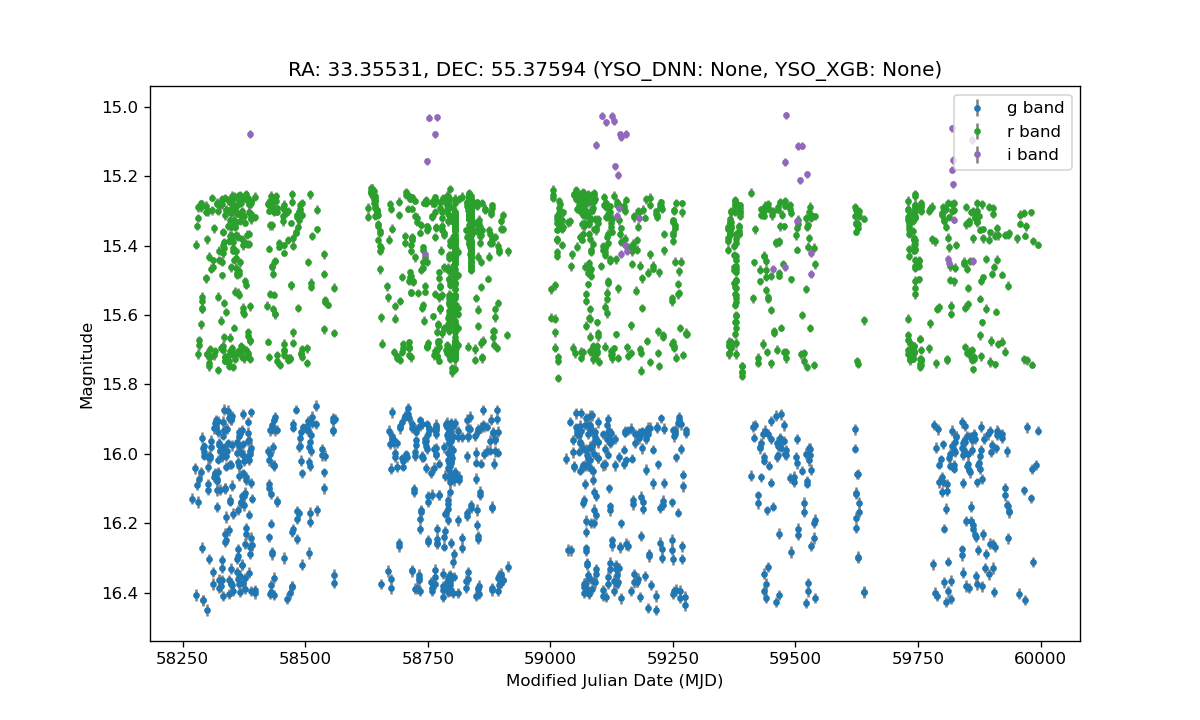 RA: 33.35531, DEC: 55.37594 (YSO_DNN: None, YSO_XGB: None)
g band
r band
i band
15.0
15.2
15.4
15.6
15.8
16.0
16.2
16.4
Magnitude
58250
58500
58750
59000
59250
59500
59750
60000
Modified Julian Date (MJD)